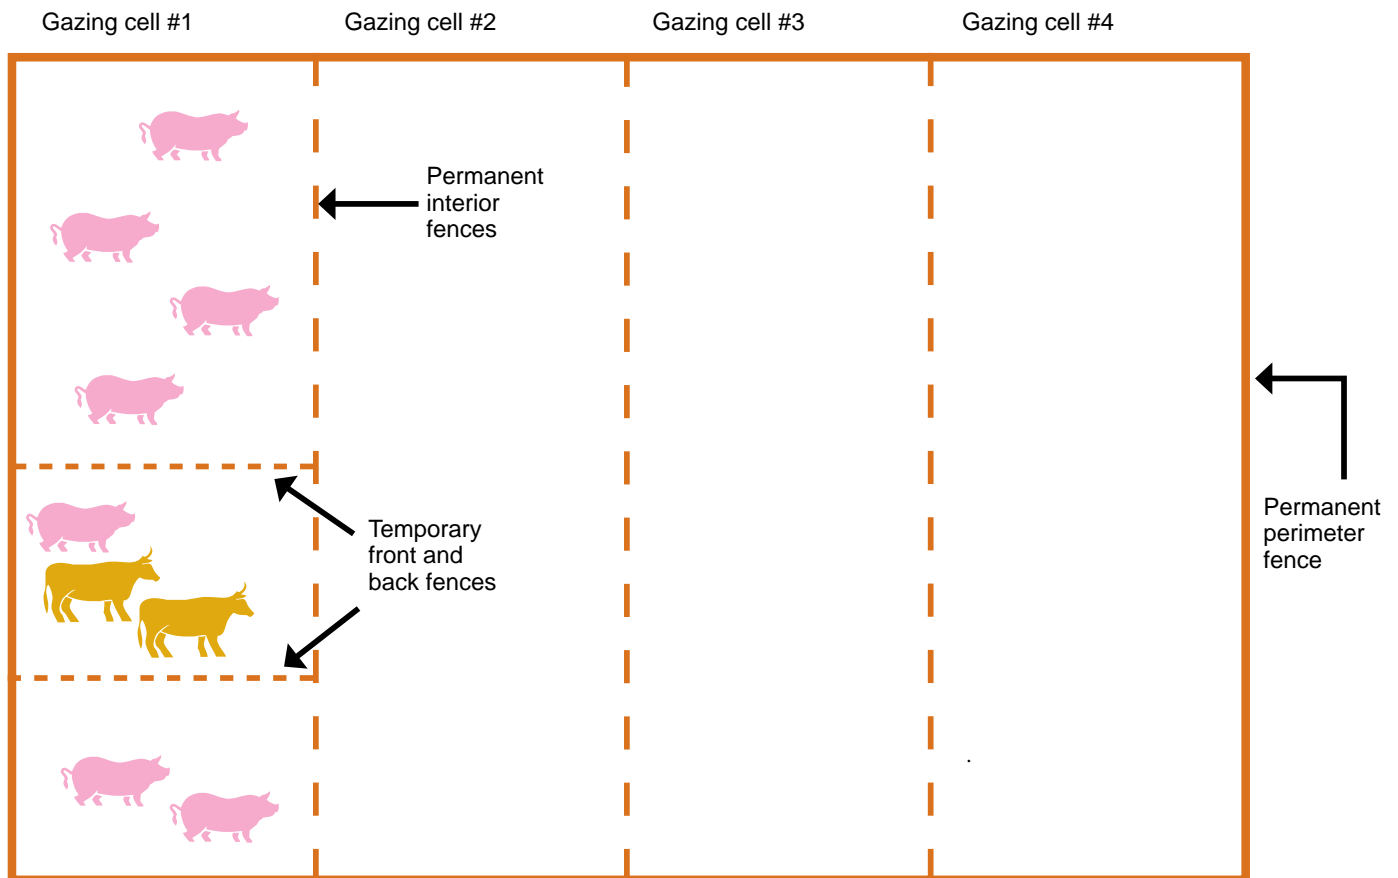 Gazing cell #1
Gazing cell #2
Gazing cell #3
Gazing cell #4
Permanent
interior
fences
Temporary
front and
back fences
Permanent
perimeter
fence